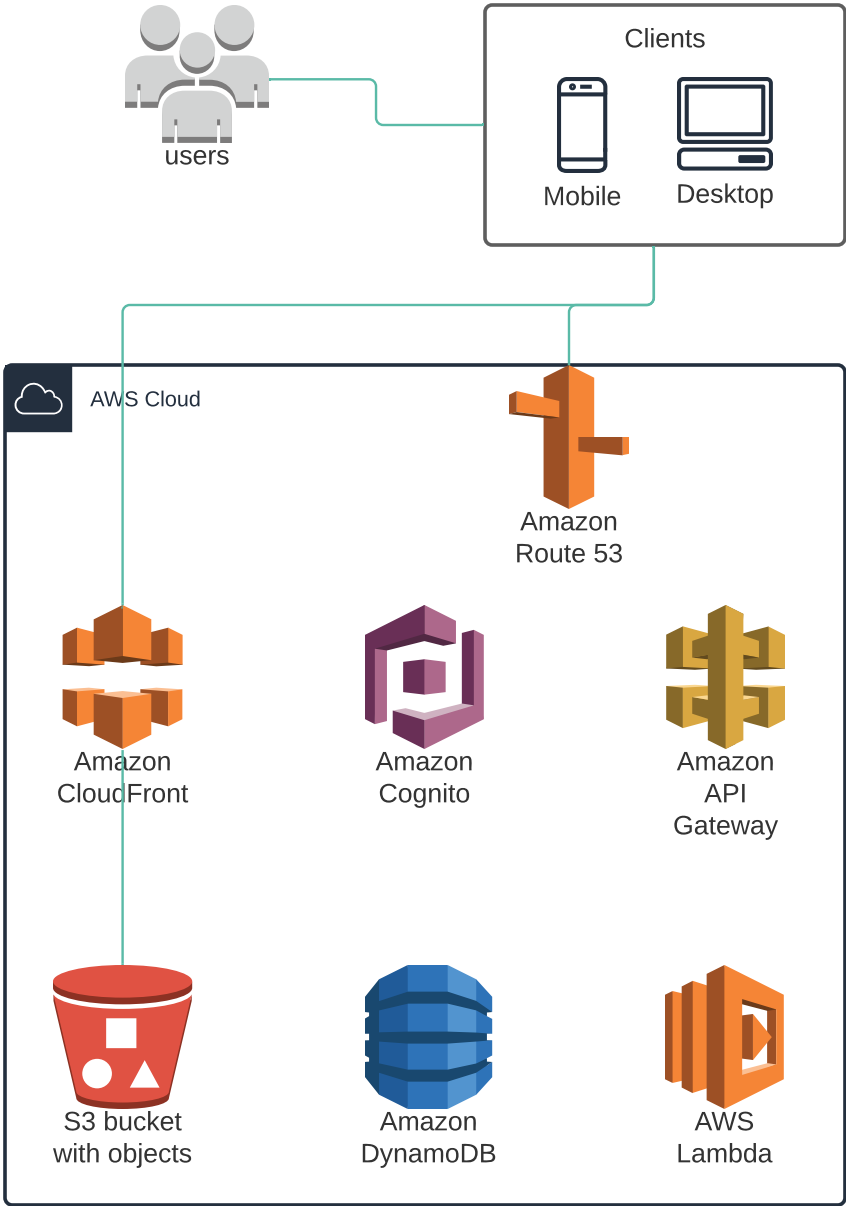 Clients
users
Mobile
Desktop
AWS Cloud
Amazon
Route 53
Amazon
CloudFront
Amazon
Cognito
Amazon
API
Gateway
S3 bucket
with objects
Amazon
DynamoDB
AWS
Lambda